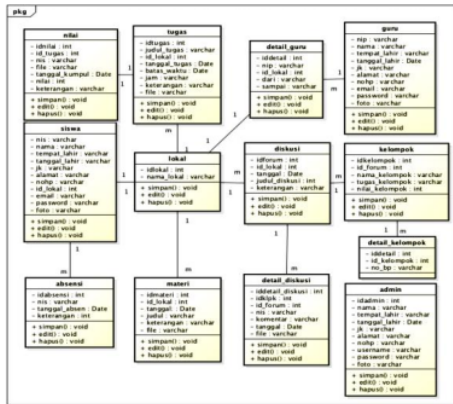 pkg
nilai
- idnilai : int
- id_tugas : int
- nis : varchar
- file : varchar
- tanggal_kumpul : Date
- nilai : int
- keterangan : varchar
+ simpan() : void
+ edit() : void
+ hapus() : void
tugas
- idtugas : int
- judul_tugas : varchar
- id_lokal : int
- tanggal_tugas : Date
- batas_waktu : Date
- jam : varchar
- keterangan : varchar
- file : varchar
+ simpan() : void
+ edit() : void
+ hapus() : void
detail_guru
- iddetail : int
- nip : varchar
- id_lokal : int
- dari : varchar
- sampai : varchar
+ simpan() : void
+ edit() : void
+ hapus() : void
guru
- nip : varchar
- nama : varchar
- tempat_lahir : varchar
- tanggal_lahir : Date
- jk : varchar
- alamat : varchar
- nohp : varchar
- email : varchar
- password : varchar
- foto : varchar
+ simpan() : void
+ edit() : void
+ hapus() : void
siswa
- nis : varchar
- nama : varchar
- tempat_lahir : varchar
- tanggal_lahir : varchar
- jk : varchar
- alamat : varchar
- nohp : varchar
- id_lokal : int
- email : varchar
- password : varchar
- foto : varchar
+ simpan() : void
+ edit() : void
+ hapus() : void
lokal
- idlokal : int
- nama_lokal : varchar
+ simpan() : void
+ edit() : void
+ hapus() : void
diskusi
- idforum : int
- id_lokal : int
- tanggal : Date
- judul_diskusi : varchar
- keterangan : varchar
+ simpan() : void
+ edit() : void
+ hapus() : void
kelompok
- idkelompok : int
- id_forum : int
- nama_kelompok : varchar
- tugas_kelompok : varchar
- nilai_kelompok : int
+ simpan() : void
+ edit() : void
+ hapus() : void
detail_kelompok
- iddetail : int
- id_kelompok : int
- no_bp : varchar
absensi
- idabsensi : int
- nis : varchar
- tanggal_absen : Date
- keterangan : int
+ simpan() : void
+ edit() : void
+ hapus() : void
materi
- idmateri : int
- id_lokal : int
- tanggal : Date
- judul : varchar
- keterangan : varchar
- file : varchar
+ simpan() : void
+ edit() : void
+ hapus() : void
detail_diskusi
- iddetail_diskusi : int
- idklpk : int
- id_forum : int
- nis : varchar
- komentar : varchar
- tanggal : Date
- file : varchar
+ simpan() : void
+ edit() : void
+ hapus() : void
admin
- idadmin : int
- nama : varchar
- tempat_lahir : varchar
- tanggal_lahir : Date
- jk : varchar
- alamat : varchar
- nohp : varchar
- username : varchar
- password : varchar
- foto : varchar
+ simpan() : void
+ edit() : void
+ hapus() : void